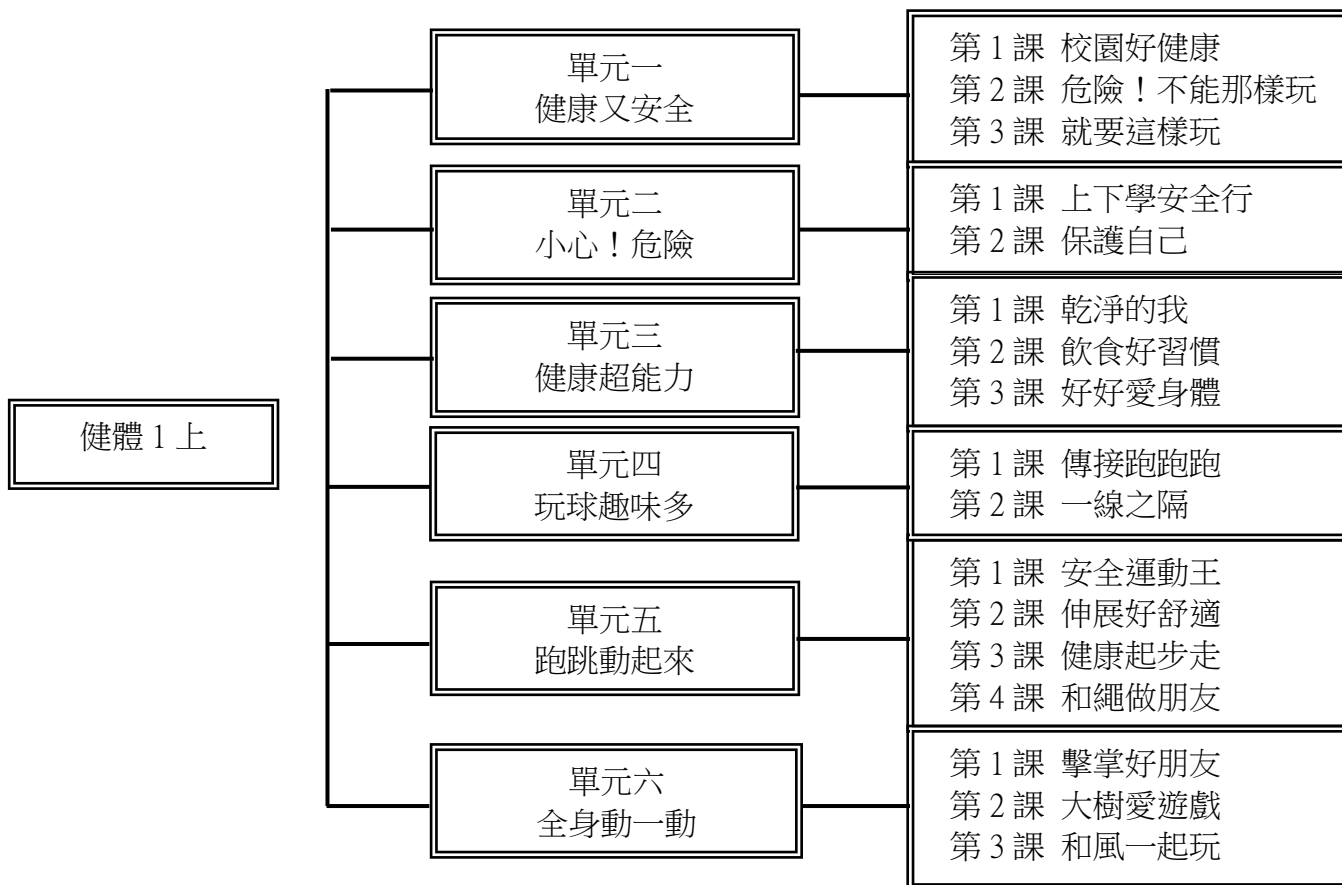 健體1上
單元一
健康又安全
第1課 校園好健康
第2課 危險！不能那樣玩
第3課 就要這樣玩
單元二
小心！危險
第1課 上下學安全行
第2課 保護自己
單元三
健康超能力
第1課 乾淨的我
第2課 飲食好習慣
第3課 好好愛身體
單元四
玩球趣味多
第1課 傳接跑跑跑
第2課 一線之隔
單元五
跑跳動起來
第1課 安全運動王
第2課 伸展好舒適
第3課 健康起步走
第4課 和繩做朋友
單元六
全身動一動
第1課 擊掌好朋友
第2課 大樹愛遊戲
第3課 和風一起玩